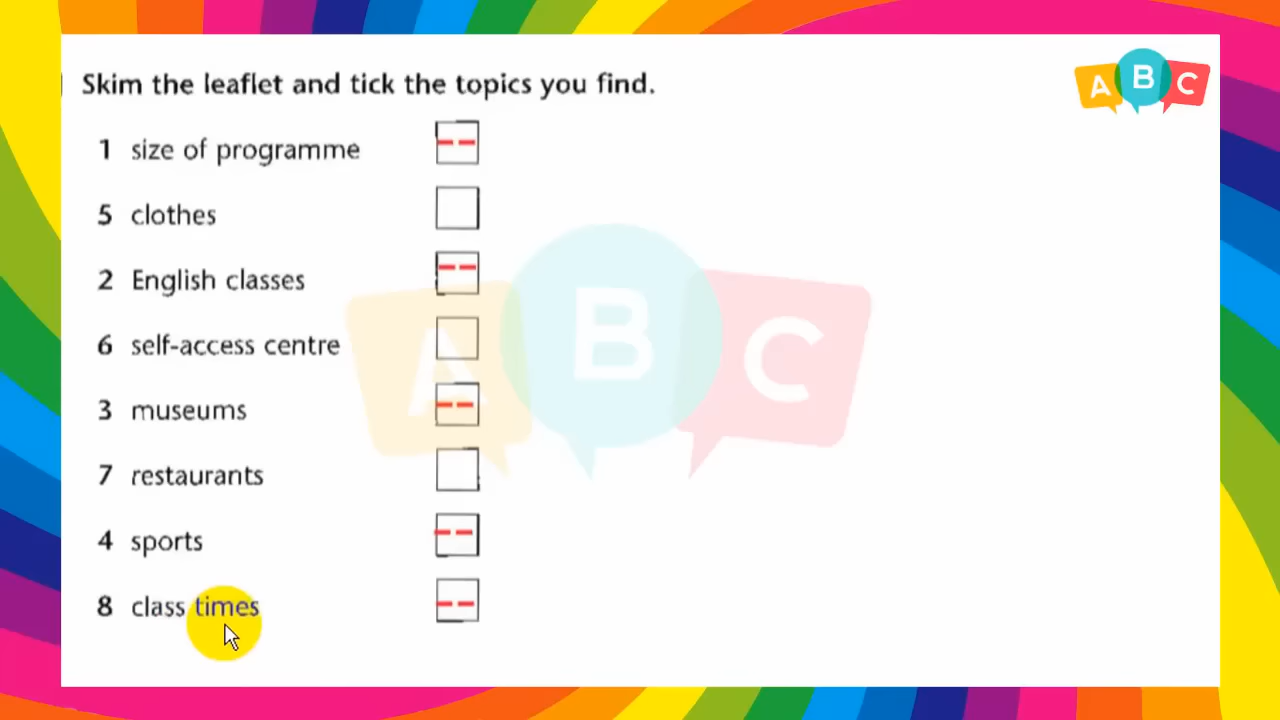 Skim the leaflet and tick the topics you find.
A B C
1 size of programme
5 clothes
2 English classes
6 self-access centre
A B C
3 museums
7 restaurants
4 sports
8 class times